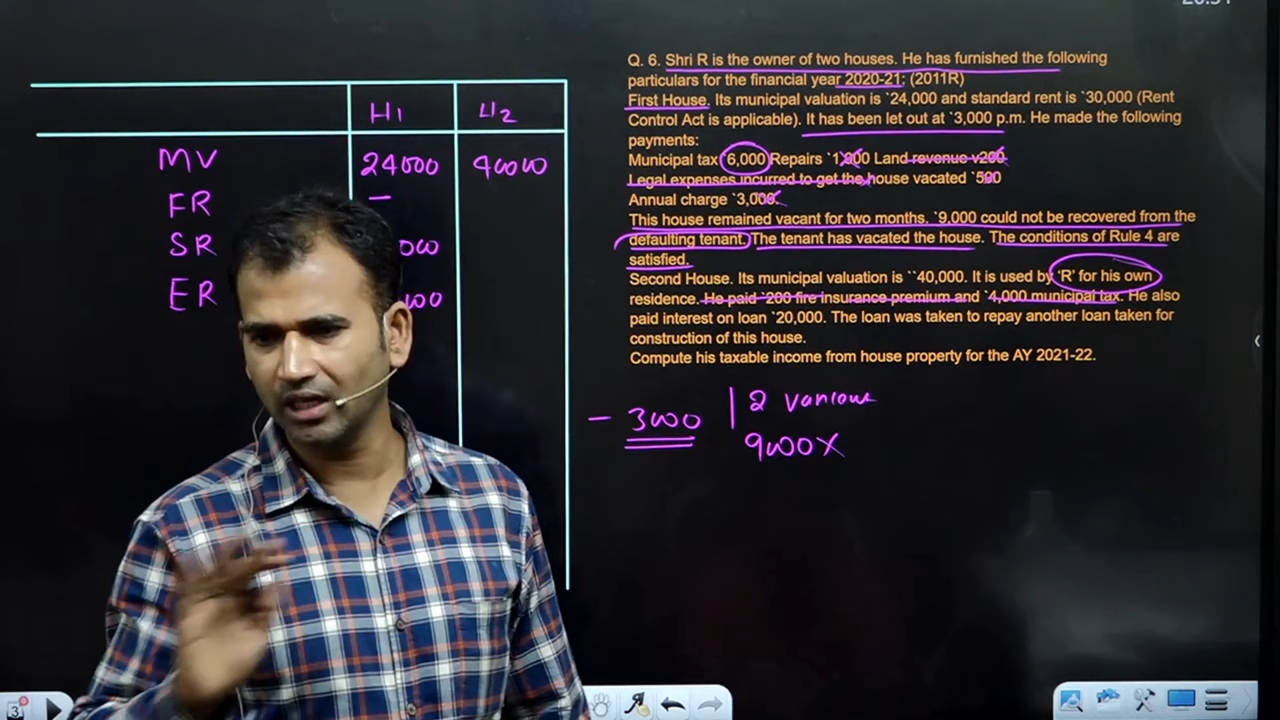 H1 H2
MV 24000 40000
FR –
SR 000
ER 00
Q. 6. Shri R is the owner of two houses. He has furnished the following
particulars for the financial year 2020-21: (2011R)
First House. Its municipal valuation is `24,000 and standard rent is `30,000 (Rent
Control Act is applicable). It has been let out at `3,000 p.m. He made the following
payments:
Municipal tax `6,000 Repairs `1,000 Land revenue v200
Legal expenses incurred to get the house vacated `500
Annual charge `3,000.
This house remained vacant for two months. `9,000 could not be recovered from the
defaulting tenant. The tenant has vacated the house. The conditions of Rule 4 are
satisfied.
Second House. Its municipal valuation is ``40,000. It is used by 'R' for his own
residence. He paid `200 fire insurance premium and `4,000 municipal tax. He also
paid interest on loan `20,000. The loan was taken to repay another loan taken for
construction of this house.
Compute his taxable income from house property for the AY 2021-22.
– 3000 | 2
9000 X
3